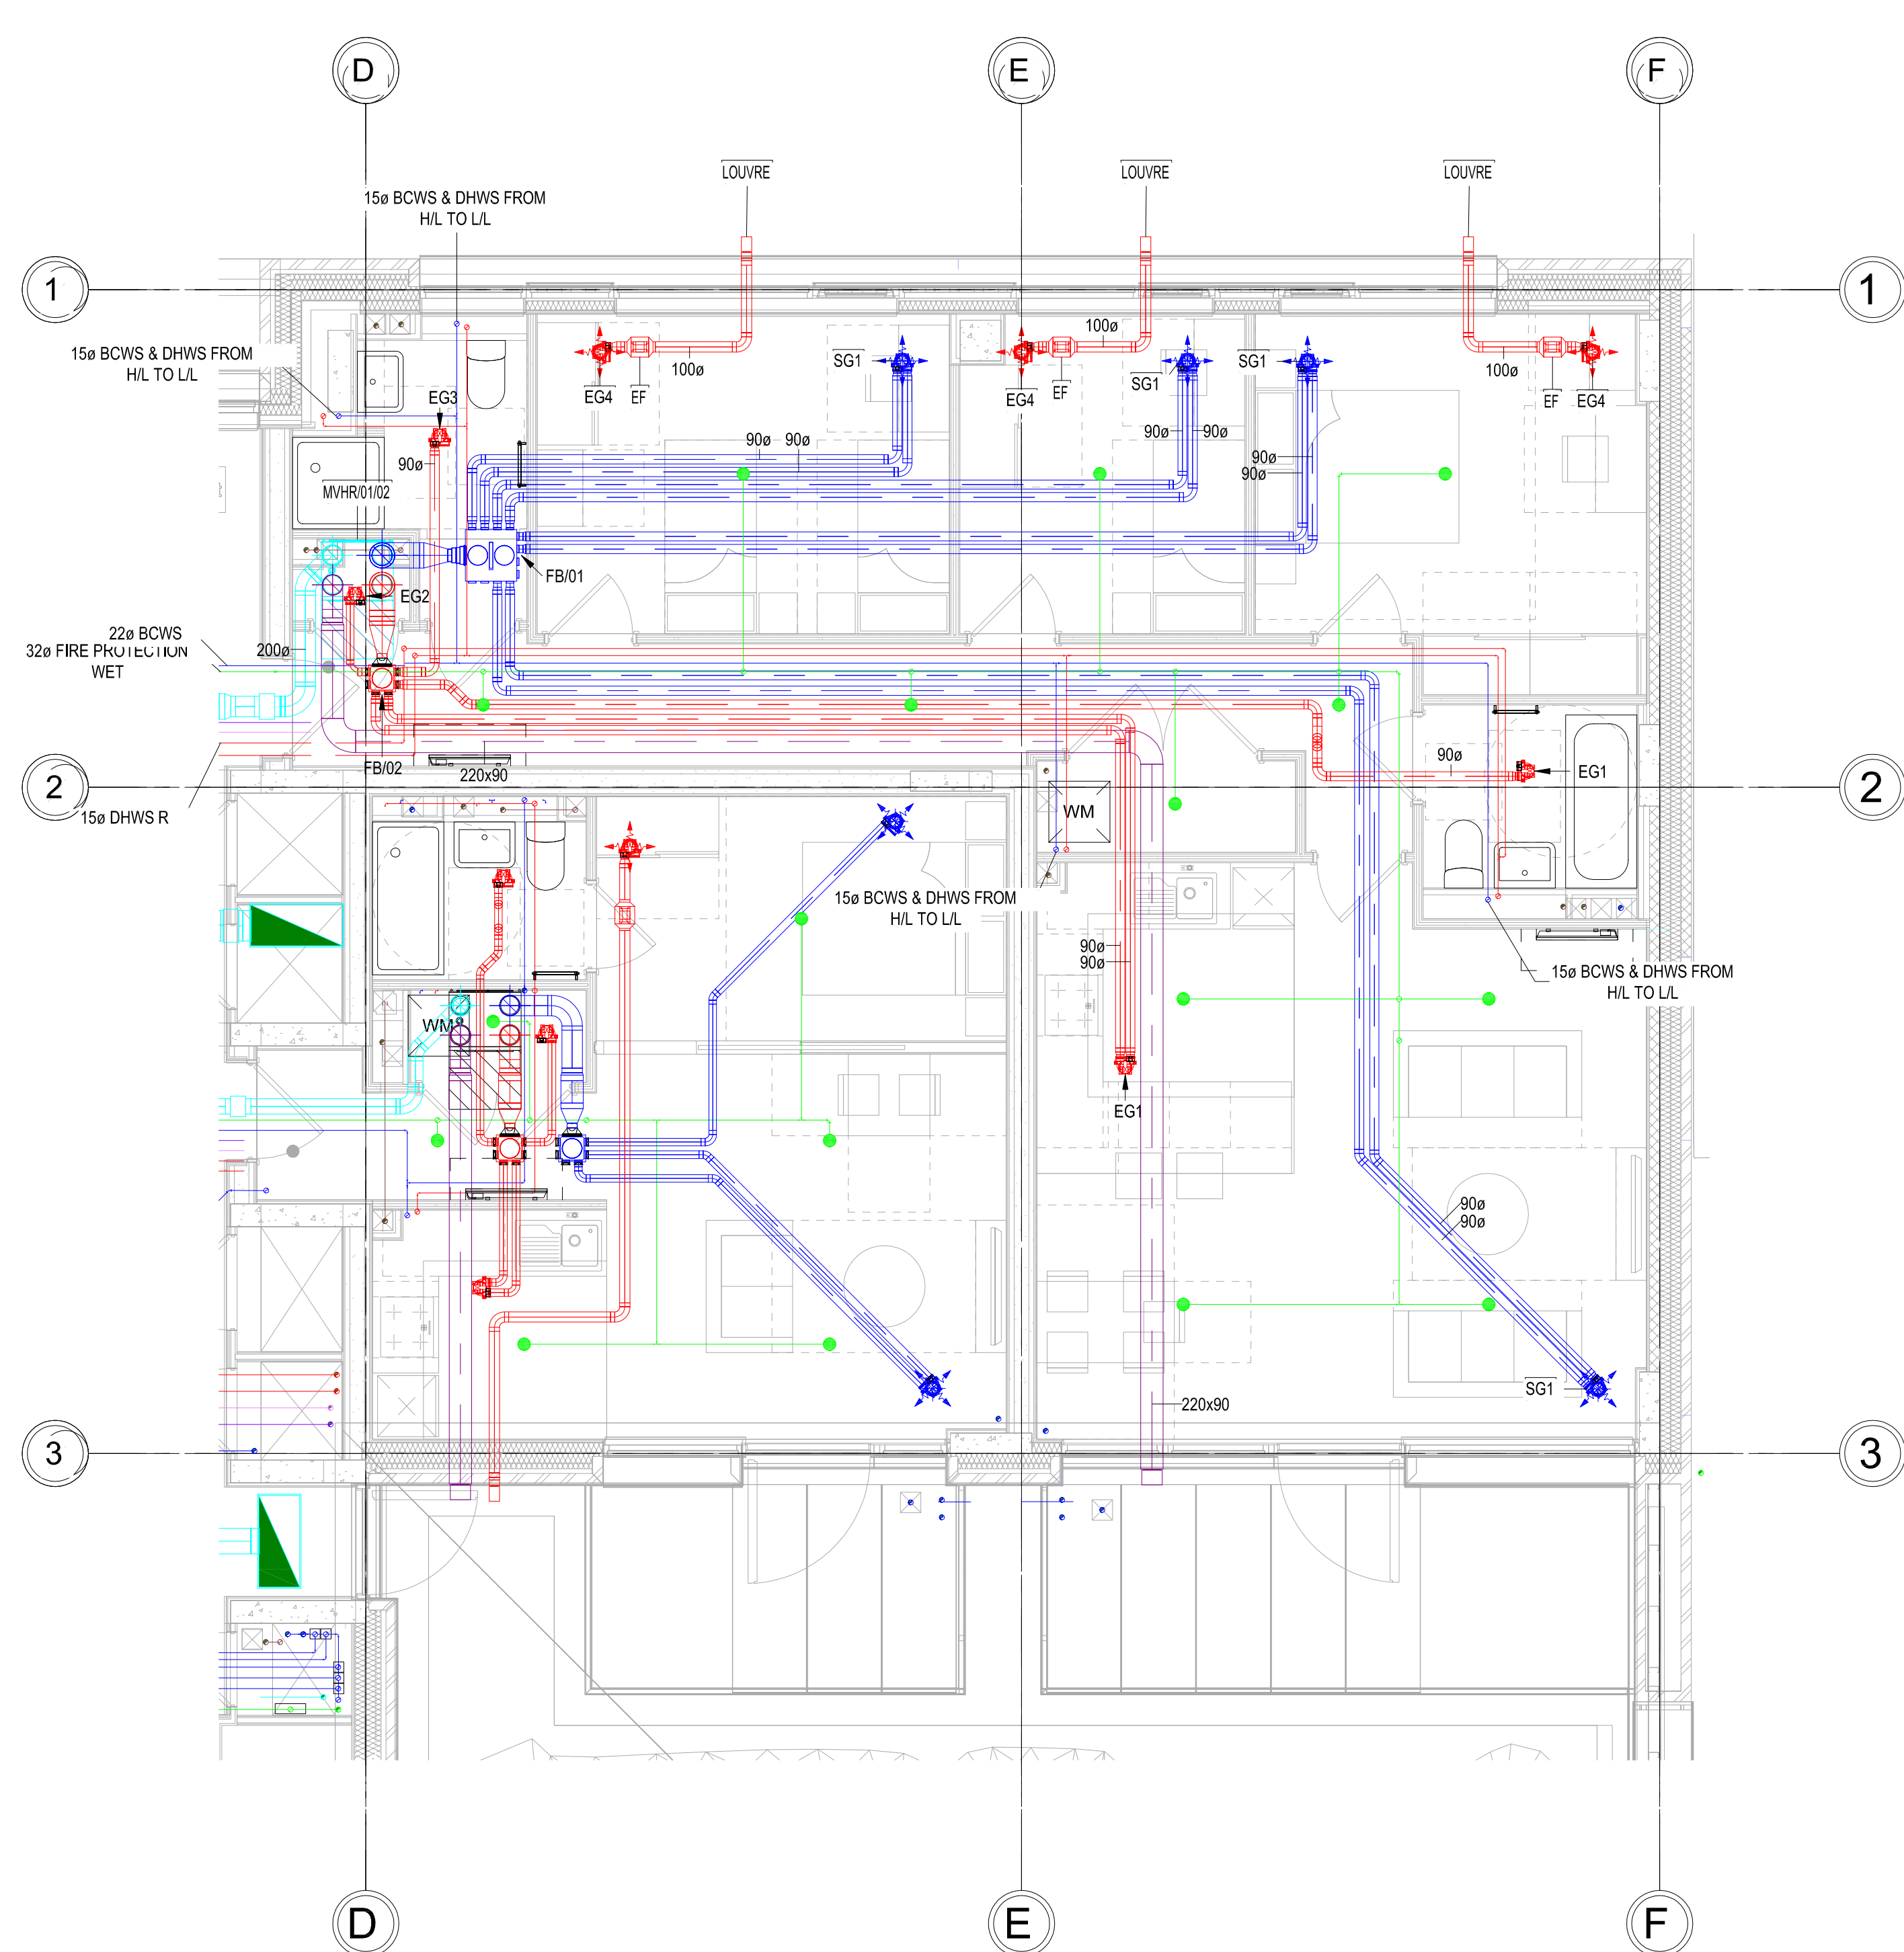 D
E
F
LOUVRE
LOUVRE
LOUVRE
15ø BCWS & DHWS FROM
H/L TO L/L
1
1
15ø BCWS & DHWS FROM
H/L TO L/L
100ø
100ø
100ø
SG1
SG1
SG1
EG4
EF
EG4
EF
EF
EG4
EG3
90ø
90ø
90ø
90ø
90ø
90ø
90ø
90ø
MVHR/01/02
FB/01
EG2
22ø BCWS
32ø FIRE PROTECTION
WET
200ø
FB/02
220x90
90ø
EG1
2
2
15ø DHWS R
WM
15ø BCWS & DHWS FROM
H/L TO L/L
90ø
90ø
15ø BCWS & DHWS FROM
H/L TO L/L
WM
EG1
90ø
90ø
SG1
220x90
3
3
D
E
F